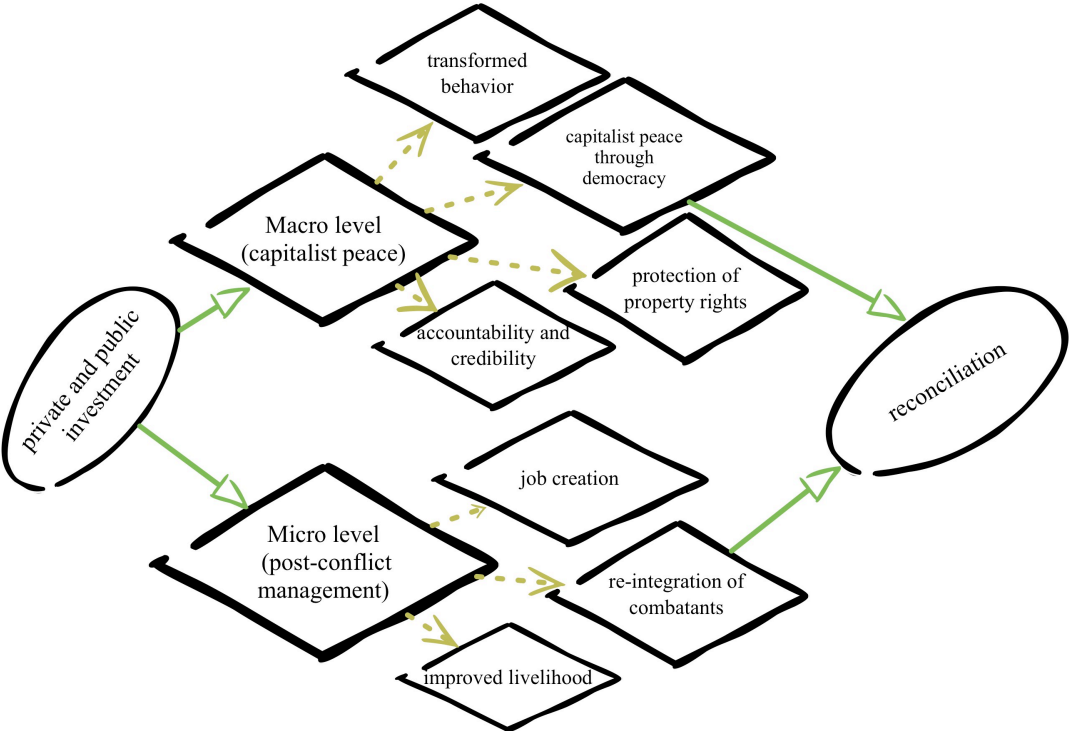 transformed
behavior
capitalist peace
through
democracy
Macro level
(capitalist peace)
protection of
property rights
accountability and
credibility
private and public
investment
reconciliation
job creation
Micro level
(post-conflict
management)
re-integration of
combatants
improved livelihood